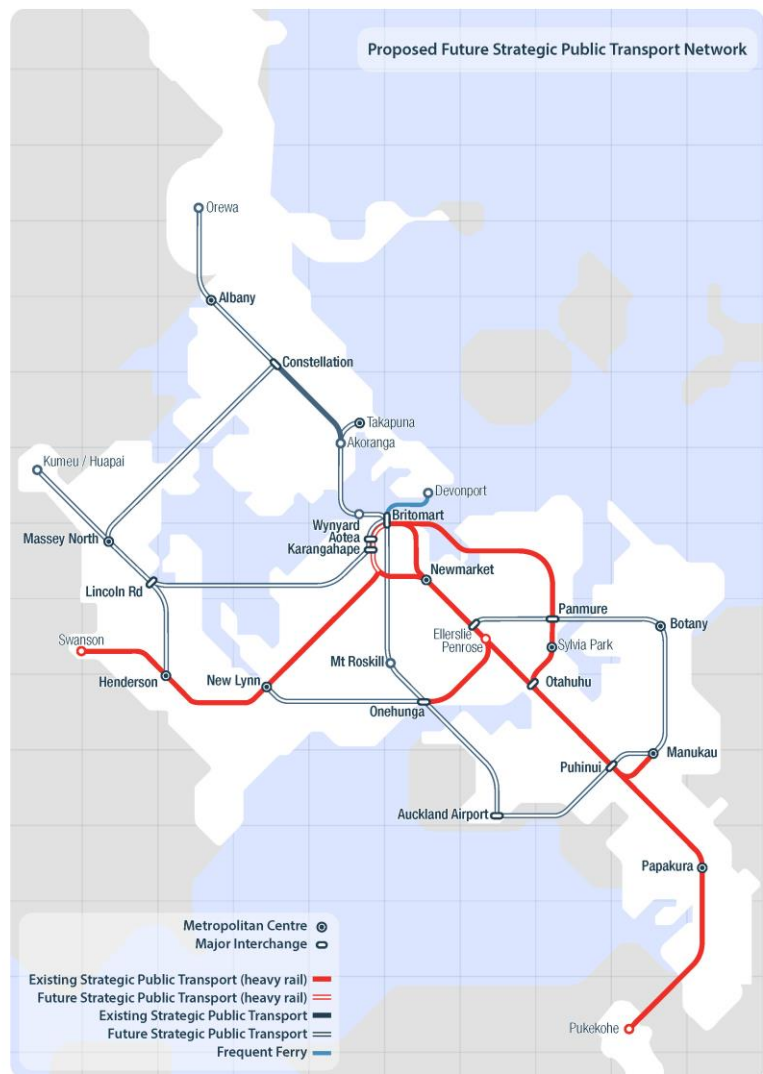 Proposed Future Strategic Public Transport Network
Orewa
Albany
Constellation
Takapuna
Akoranga
Kumeu / Huapai
Devonport
Wynyard
Britomart
Aotea
Karangahape
Massey North
Newmarket
Lincoln Rd
Panmure
Ellerslie
Botany
Penrose
Sylvia Park
Swanson
Mt Roskill
Henderson
New Lynn
Otahuhu
Onehunga
Manukau
Puhinui
Auckland Airport
Papakura
Metropolitan Centre
Major Interchange
Existing Strategic Public Transport (heavy rail)
Future Strategic Public Transport (heavy rail)
Existing Strategic Public Transport
Future Strategic Public Transport
Frequent Ferry
Pukekohe